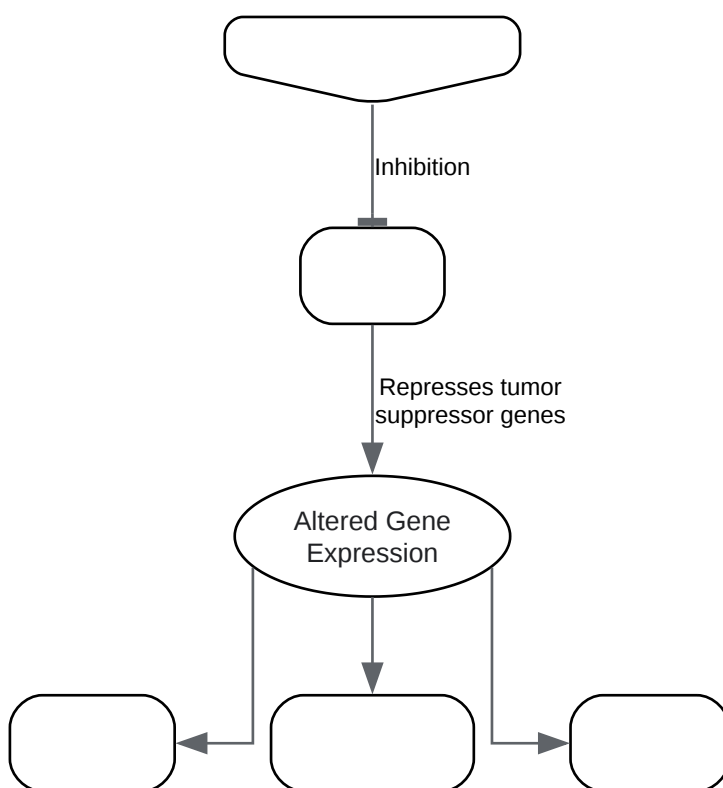 Inhibition
Represses tumor
suppressor genes
Altered Gene
Expression